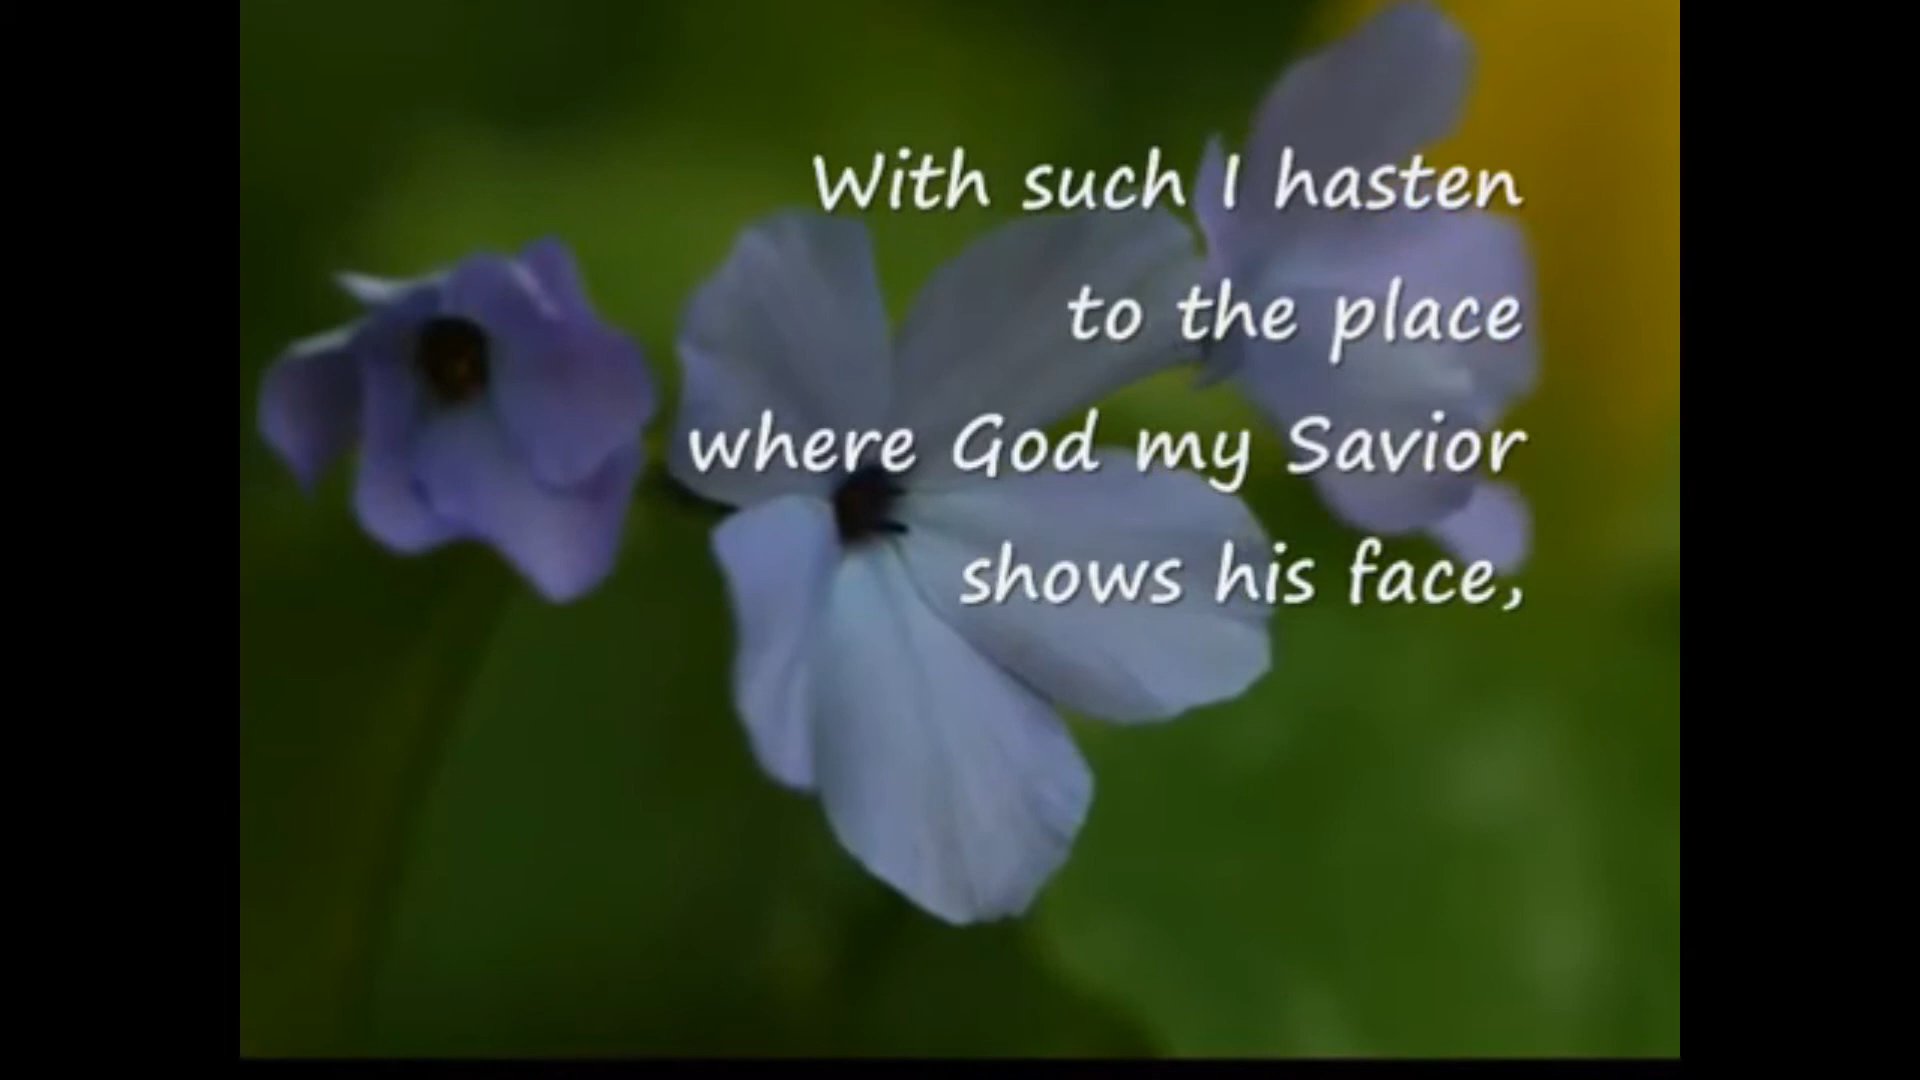 With such I hasten
to the place
where God my Savior
shows his face,